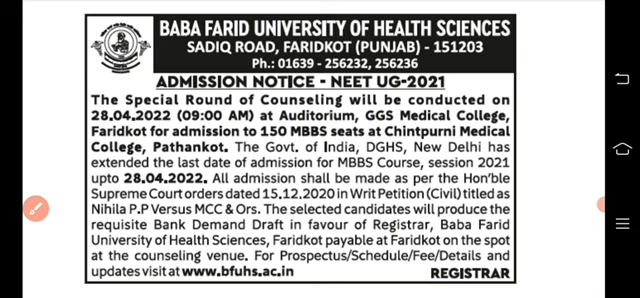 BABA FARID UNIVERSITY OF HEALTH SCIENCES
SADIQ ROAD, FARIDKOT (PUNJAB) - 151203
Ph.: 01639 - 256232, 256236
ADMISSION NOTICE - NEET UG-2021
The Special Round of Counseling will be conducted on
28.04.2022 (09:00 AM) at Auditorium, GGS Medical College,
Faridkot for admission to 150 MBBS seats at Chintpurni Medical
College, Pathankot. The Govt. of India, DGHS, New Delhi has
extended the last date of admission for MBBS Course, session 2021
upto 28.04.2022. All admission shall be made as per the Hon'ble
Supreme Court orders dated 15.12.2020 in Writ Petition (Civil) titled as
Nihila P.P Versus MCC & Ors. The selected candidates will produce the
requisite Bank Demand Draft in favour of Registrar, Baba Farid
University of Health Sciences, Faridkot payable at Faridkot on the spot
at the counseling venue. For Prospectus/Schedule/Fee/Details and
updates visit at www.bfuhs.ac.in REGISTRAR